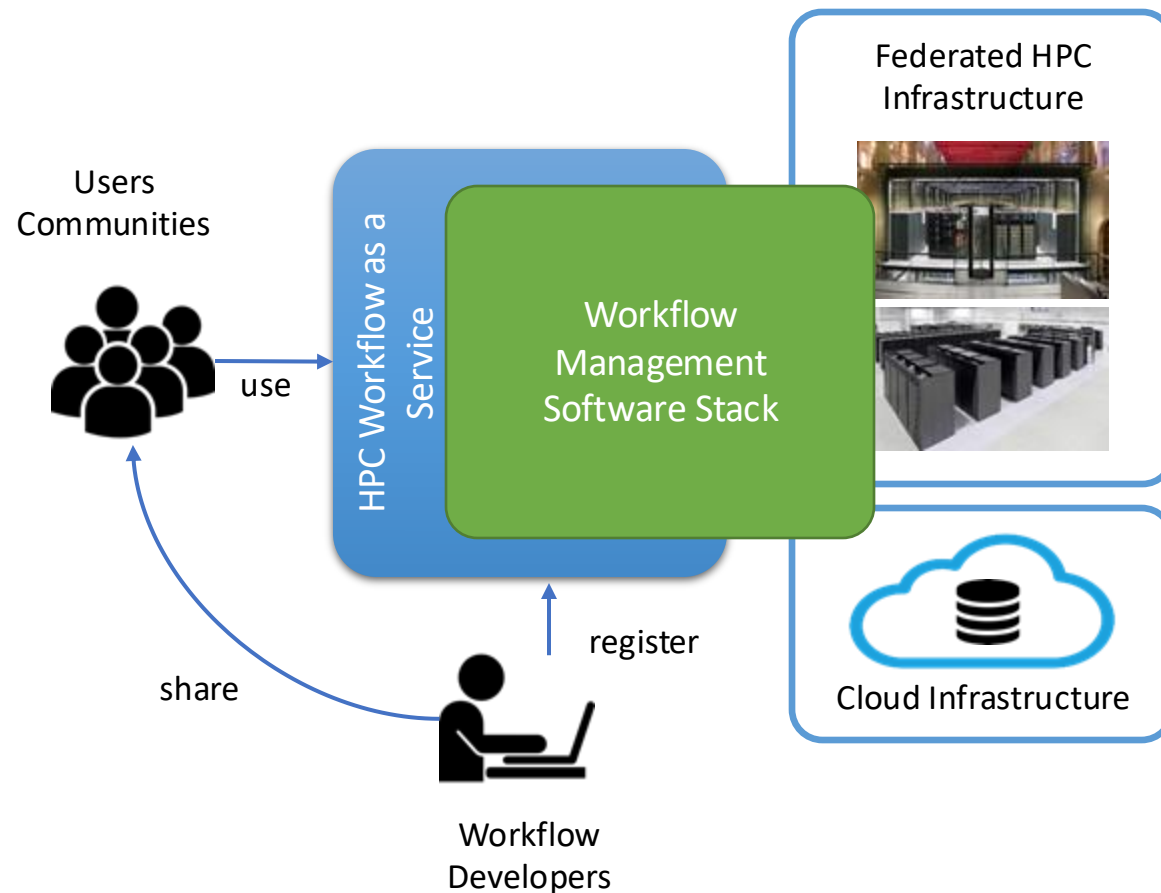 Federated HPC
Infrastructure
Users
Communities
HPC Workflow as a
Service
Workflow
Management
Software Stack
use
register
share
Cloud Infrastructure
Workflow
Developers